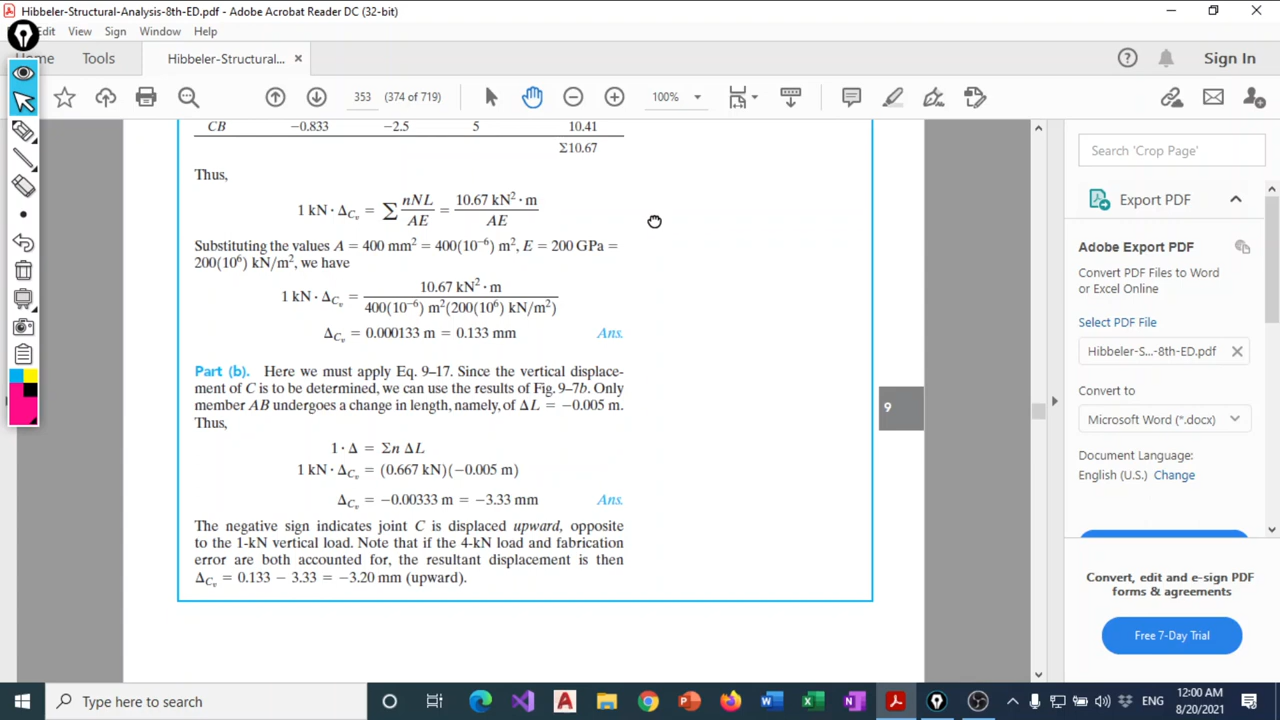 Hibbeler-Structural-Analysis-8th-ED.pdf - Adobe Acrobat Reader DC (32-bit)
Edit View Sign Window Help
Home Tools Hibbeler-Structural... ×
Sign In
353 (374 of 719) 100%
CB −0.833 −2.5 5 10.41
Σ10.67
Thus,
1 kN · Δ_Cv = Σ nNL/AE = 10.67 kN² · m/AE
Substituting the values A = 400 mm² = 400(10⁻⁶) m², E = 200 GPa =
200(10⁶) kN/m², we have
1 kN · Δ_Cv = 10.67 kN² · m/400(10⁻⁶) m²(200(10⁶) kN/m²)
Δ_Cv = 0.000133 m = 0.133 mm Ans.
Part (b). Here we must apply Eq. 9–17. Since the vertical displace-
ment of C is to be determined, we can use the results of Fig. 9–7b. Only
member AB undergoes a change in length, namely, of ΔL = −0.005 m.
Thus,
1 · Δ = Σn ΔL
1 kN · Δ_Cv = (0.667 kN)(−0.005 m)
Δ_Cv = −0.00333 m = −3.33 mm Ans.
The negative sign indicates joint C is displaced upward, opposite
to the 1-kN vertical load. Note that if the 4-kN load and fabrication
error are both accounted for, the resultant displacement is then
Δ_Cv = 0.133 − 3.33 = −3.20 mm (upward).
9
Search 'Crop Page'
Export PDF
Adobe Export PDF
Convert PDF Files to Word
or Excel Online
Select PDF File
Hibbeler-S...-8th-ED.pdf
Convert to
Microsoft Word (*.docx)
Document Language:
English (U.S.) Change
Convert, edit and e-sign PDF
forms & agreements
Free 7-Day Trial
Type here to search
ENG
12:00 AM
8/20/2021